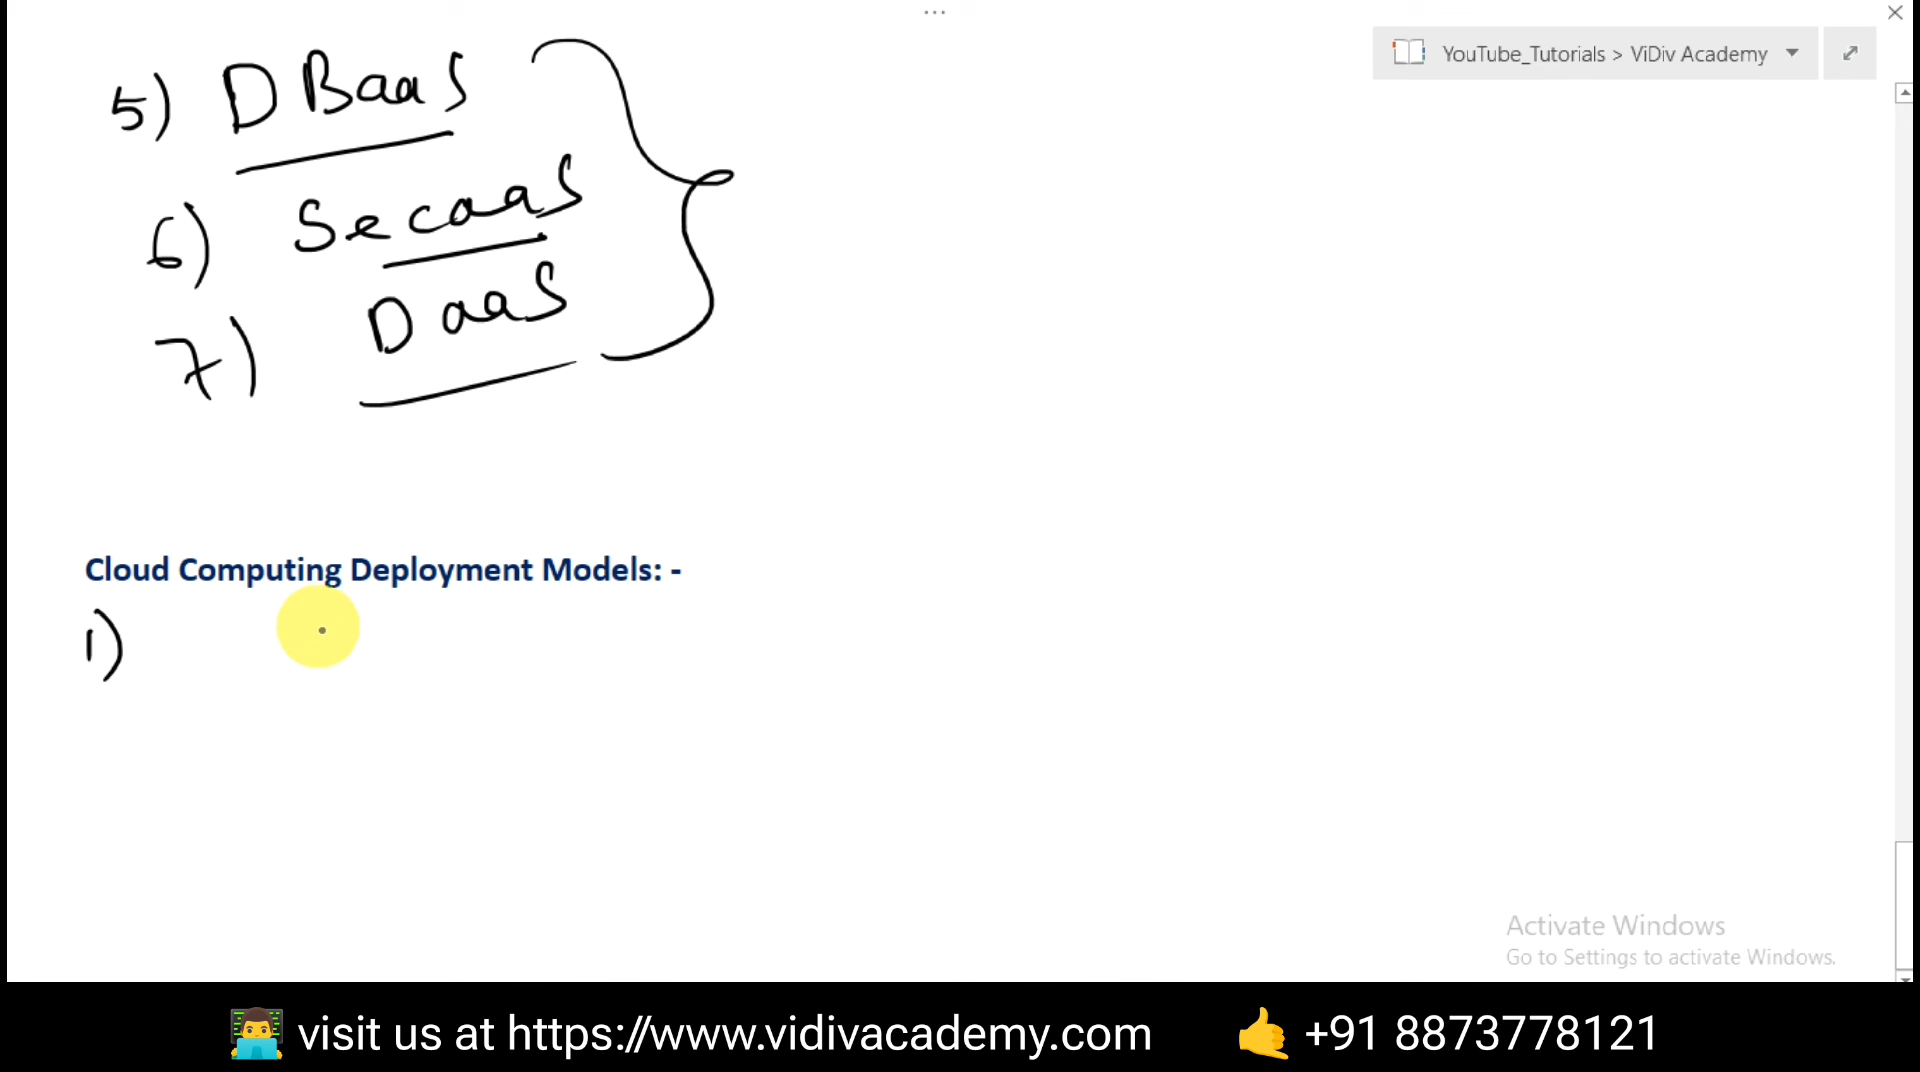 YouTube_Tutorials > ViDiv Academy
5) DBaaS
6) SecaaS
7) DaaS
Cloud Computing Deployment Models: -
1)
Activate Windows
Go to Settings to activate Windows.
visit us at https://www.vidivacademy.com +91 8873778121